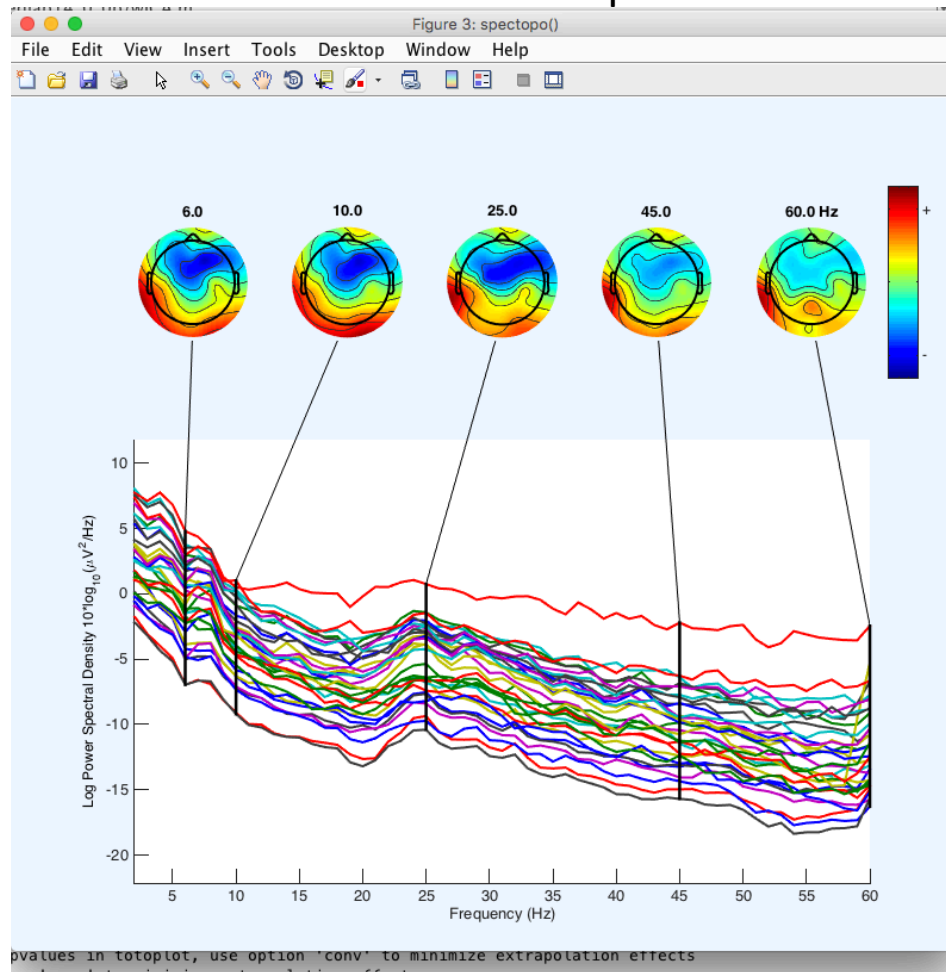 Figure 3: spectopo()
File Edit View Insert Tools Desktop Window Help
6.0 10.0 25.0 45.0 60.0 Hz
+
-
Log Power Spectral Density 10*log10(μV2/Hz)
10
5
0
-5
-10
-15
-20
5 10 15 20 25 30 35 40 45 50 55 60
Frequency (Hz)
pvalues in totoplot, use option 'conv' to minimize extrapolation effects